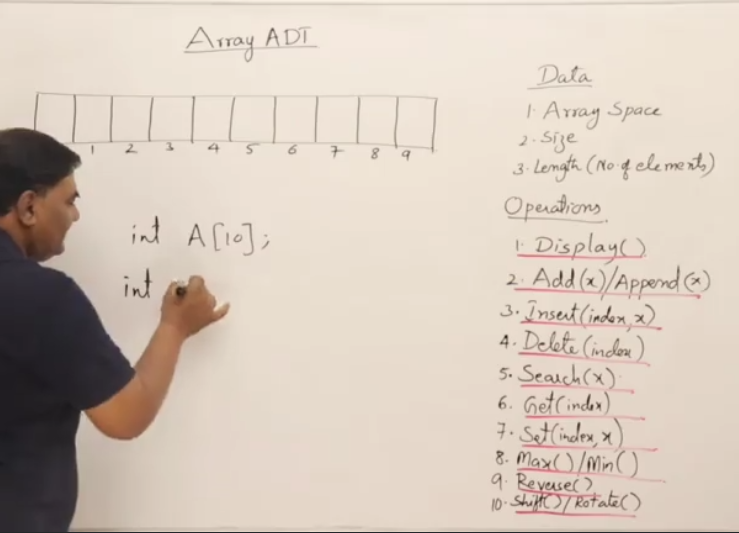 Array ADT
1 2 3 4 5 6 7 8 9
int A[10];
int
Data
1. Array Space
2. Size
3. Length (No. of elements)
Operations
1. Display()
2. Add(x)/Append(x)
3. Insert(index,x)
4. Delete(index)
5. Search(x)
6. Get(index)
7. Set(index,x)
8. Max()/Min()
9. Reverse()
10. Shift()/Rotate()